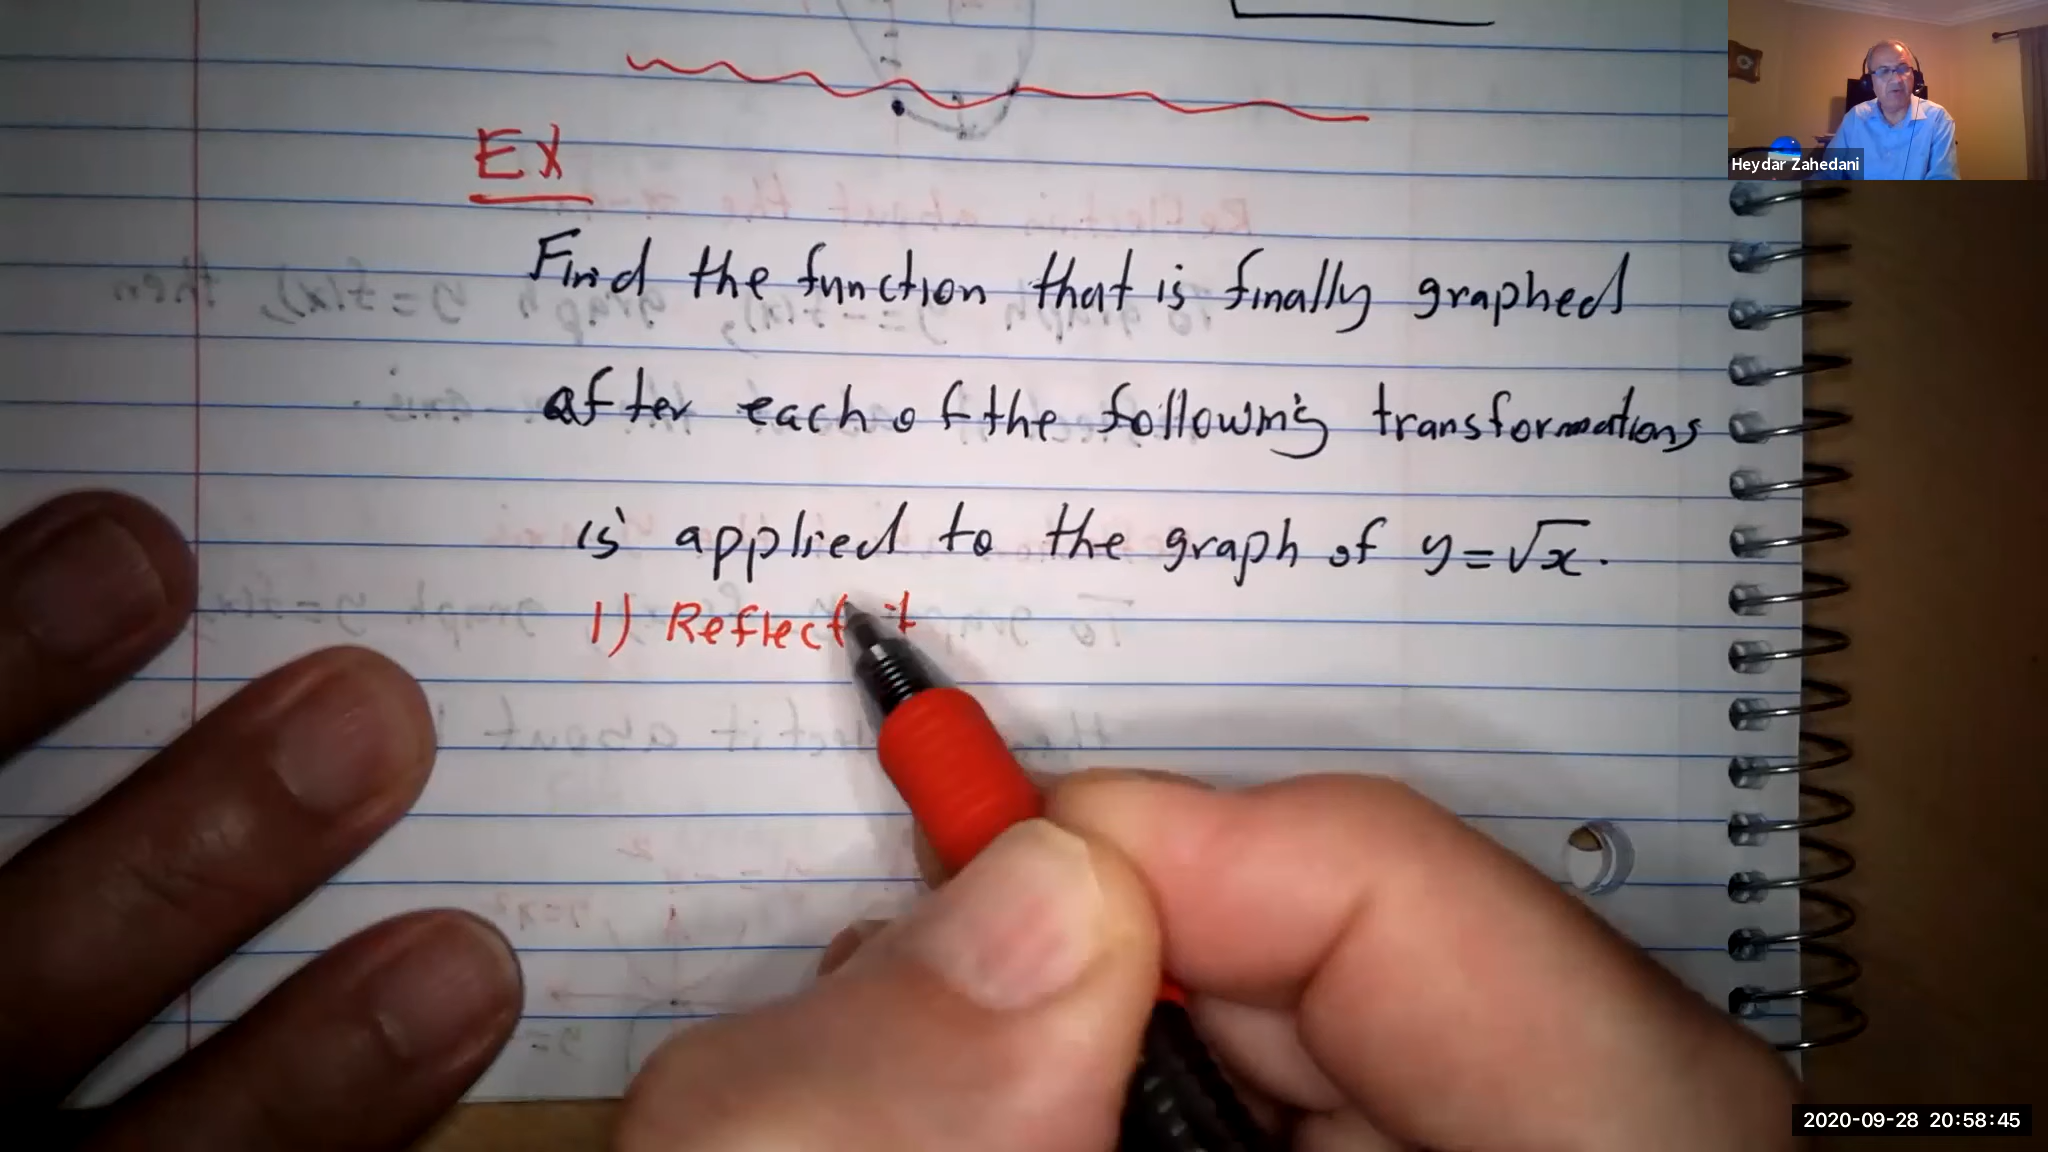 EX
Find the function that is finally graphed
after each of the following transformations
is applied to the graph of y = √x.
1) Reflect it
Heydar Zahedani
2020-09-28 20:58:45